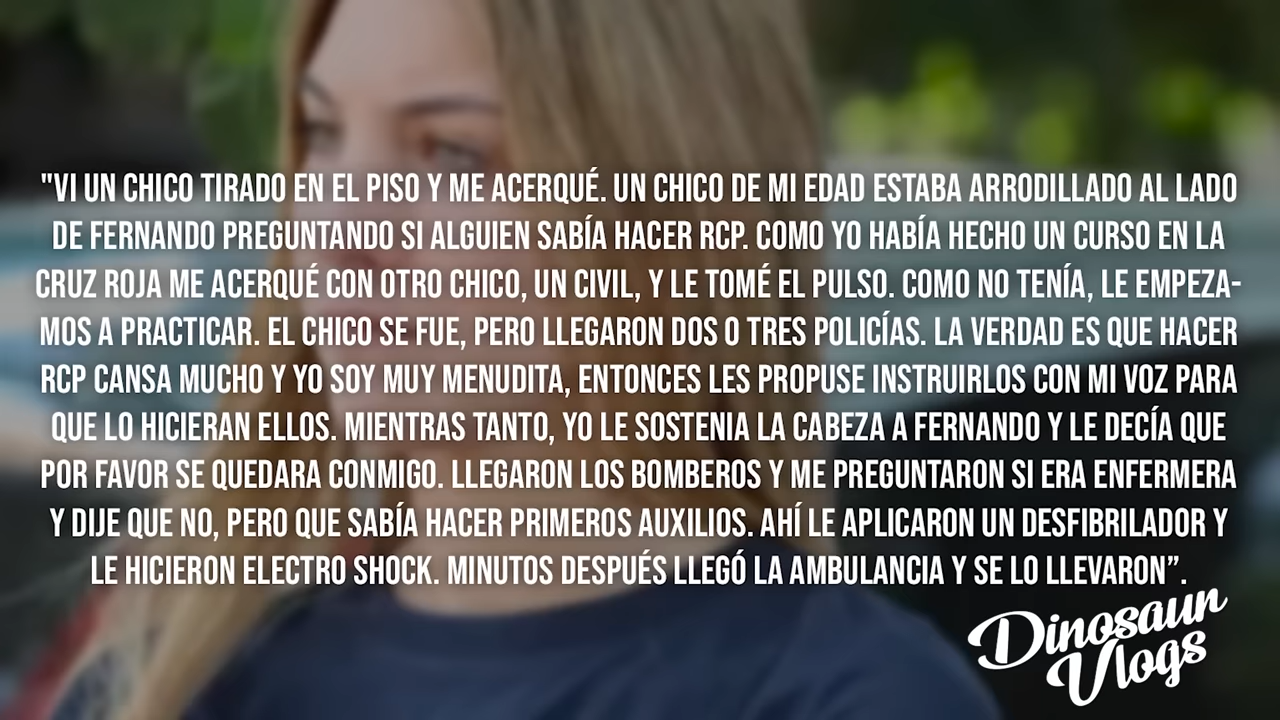 "VI UN CHICO TIRADO EN EL PISO Y ME ACERQUÉ. UN CHICO DE MI EDAD ESTABA ARRODILLADO AL LADO
DE FERNANDO PREGUNTANDO SI ALGUIEN SABÍA HACER RCP. COMO YO HABÍA HECHO UN CURSO EN LA
CRUZ ROJA ME ACERQUÉ CON OTRO CHICO, UN CIVIL, Y LE TOMÉ EL PULSO. COMO NO TENÍA, LE EMPEZA-
MOS A PRACTICAR. EL CHICO SE FUE, PERO LLEGARON DOS O TRES POLICÍAS. LA VERDAD ES QUE HACER
RCP CANSA MUCHO Y YO SOY MUY MENUDITA, ENTONCES LES PROPUSE INSTRUIRLOS CON MI VOZ PARA
QUE LO HICIERAN ELLOS. MIENTRAS TANTO, YO LE SOSTENIA LA CABEZA A FERNANDO Y LE DECÍA QUE
POR FAVOR SE QUEDARA CONMIGO. LLEGARON LOS BOMBEROS Y ME PREGUNTARON SI ERA ENFERMERA
Y DIJE QUE NO, PERO QUE SABÍA HACER PRIMEROS AUXILIOS. AHÍ LE APLICARON UN DESFIBRILADOR Y
LE HICIERON ELECTRO SHOCK. MINUTOS DESPUÉS LLEGÓ LA AMBULANCIA Y SE LO LLEVARON”.
Dinosaun
Vlogs